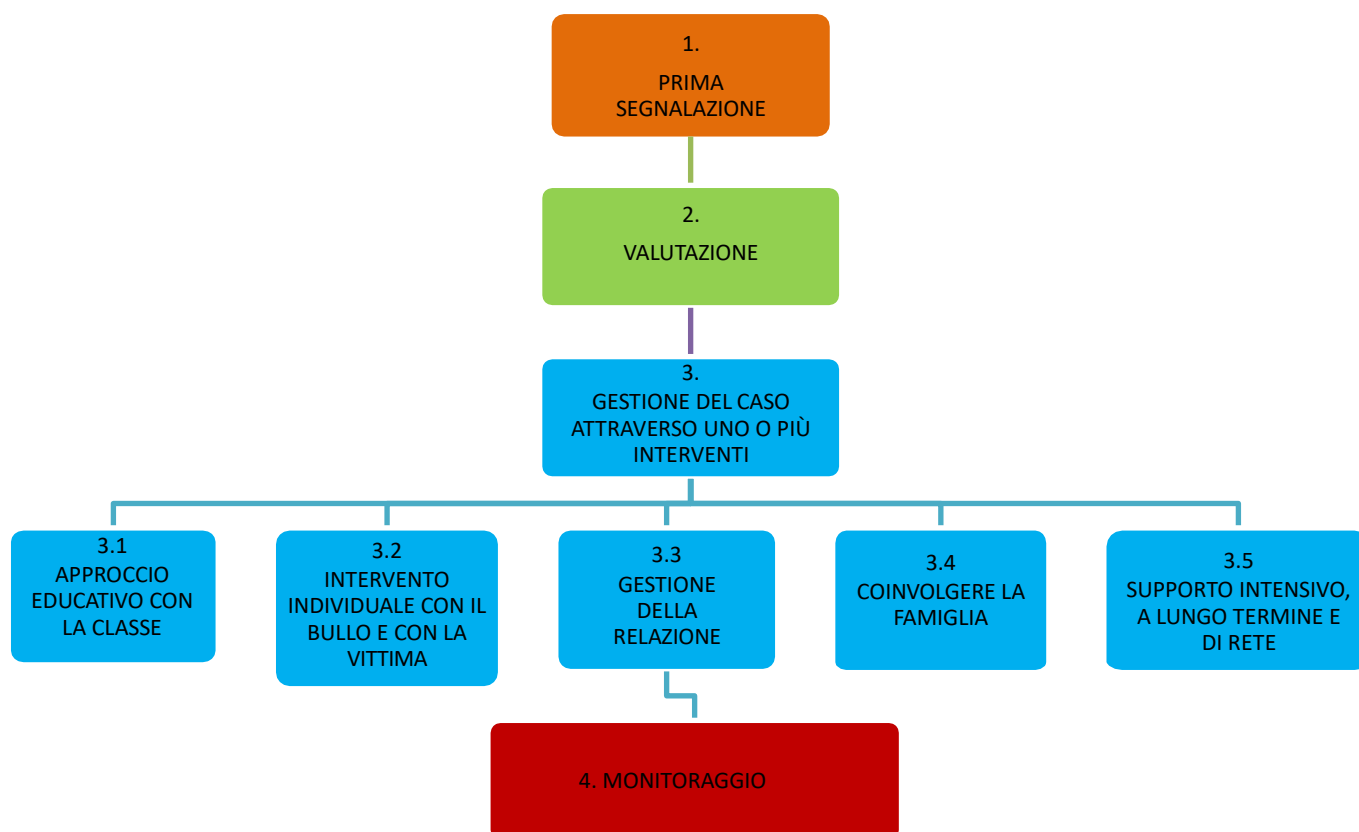 1.
PRIMA
SEGNALAZIONE
2.
VALUTAZIONE
3.
GESTIONE DEL CASO
ATTRAVERSO UNO O PIÙ
INTERVENTI
3.1
APPROCCIO
EDUCATIVO CON
LA CLASSE
3.2
INTERVENTO
INDIVIDUALE CON IL
BULLO E CON LA
VITTIMA
3.3
GESTIONE
DELLA
RELAZIONE
3.4
COINVOLGERE LA
FAMIGLIA
3.5
SUPPORTO INTENSIVO,
A LUNGO TERMINE E
DI RETE
4. MONITORAGGIO